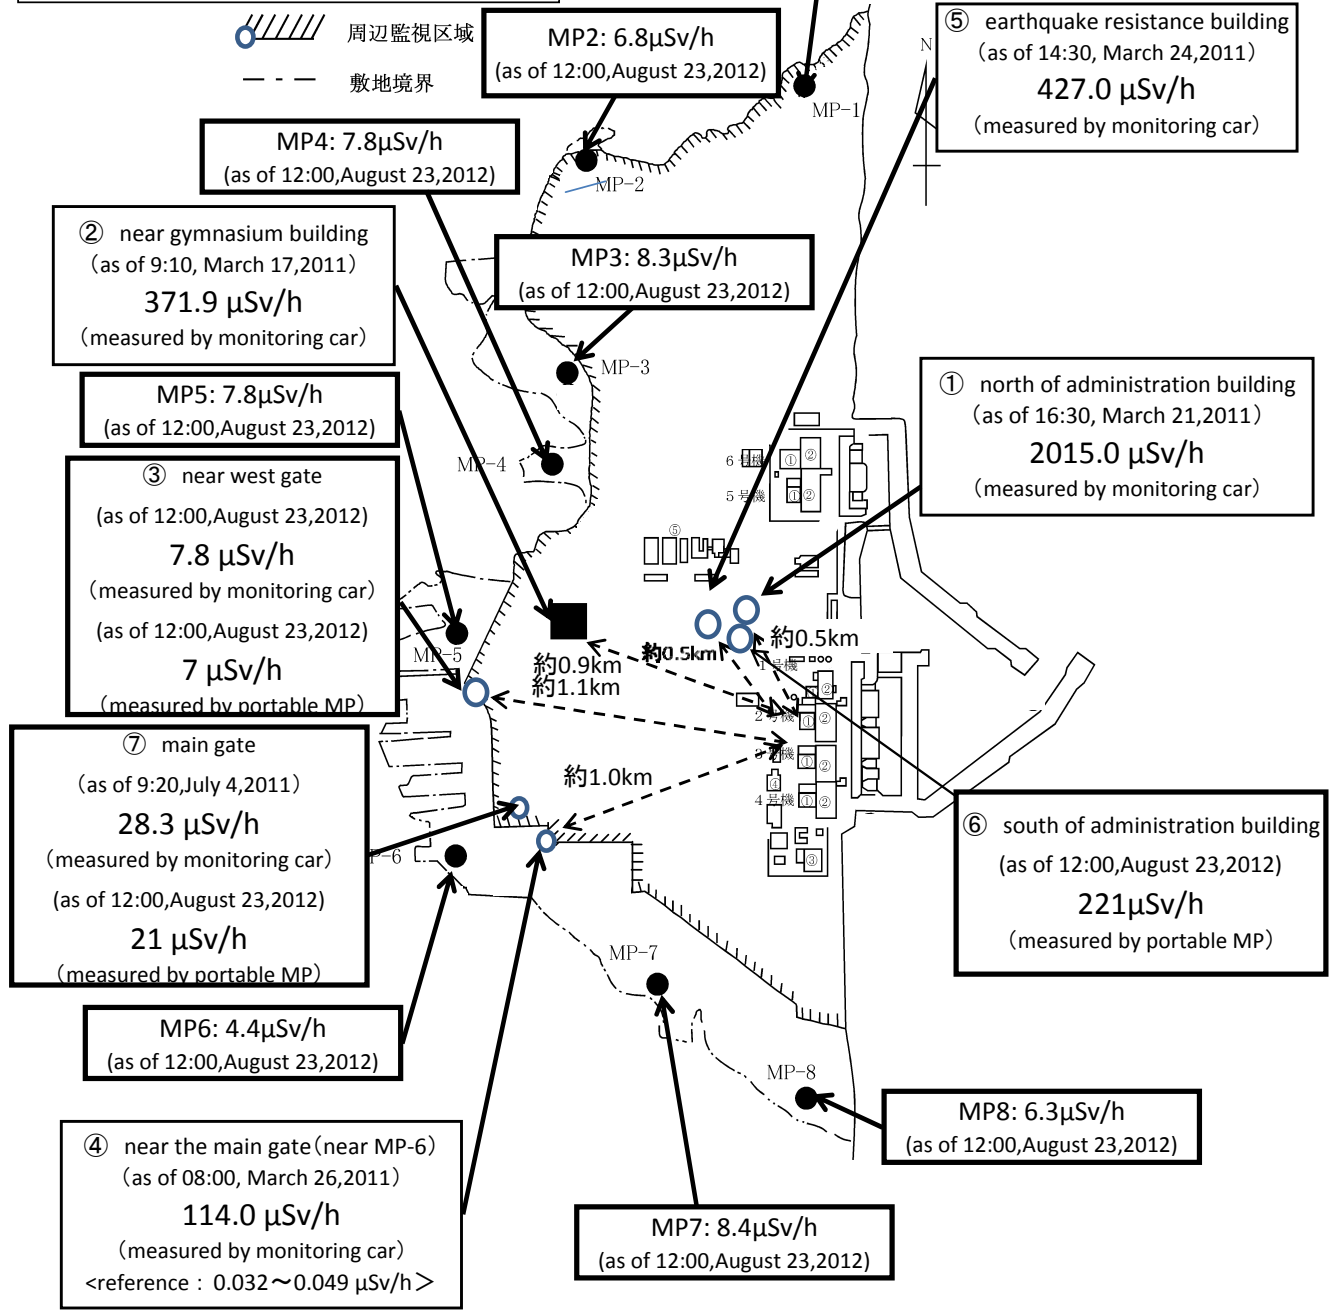 周辺監視区域
敷地境界
MP2: 6.8μSv/h
(as of 12:00,August 23,2012)
⑤ earthquake resistance building
(as of 14:30, March 24,2011)
427.0 μSv/h
(measured by monitoring car)
N
MP-1
MP4: 7.8μSv/h
(as of 12:00,August 23,2012)
MP-2
② near gymnasium building
(as of 9:10, March 17,2011)
371.9 μSv/h
(measured by monitoring car)
MP3: 8.3μSv/h
(as of 12:00,August 23,2012)
MP-3
① north of administration building
(as of 16:30, March 21,2011)
2015.0 μSv/h
(measured by monitoring car)
MP5: 7.8μSv/h
(as of 12:00,August 23,2012)
MP-4
6号機
① ②
5号機
① ②
⑤
③ near west gate
(as of 12:00,August 23,2012)
7.8 μSv/h
(measured by monitoring car)
(as of 12:00,August 23,2012)
7 μSv/h
(measured by portable MP)
MP-5
約0.5km
約0.5km
約0.9km
約1.1km
1号機
②
2号機
① ②
3号機
① ②
④
4号機
① ②
③
約1.0km
⑦ main gate
(as of 9:20,July 4,2011)
28.3 μSv/h
(measured by monitoring car)
(as of 12:00,August 23,2012)
21 μSv/h
(measured by portable MP)
P-6
⑥ south of administration building
(as of 12:00,August 23,2012)
221μSv/h
(measured by portable MP)
MP-7
MP6: 4.4μSv/h
(as of 12:00,August 23,2012)
MP-8
MP8: 6.3μSv/h
(as of 12:00,August 23,2012)
④ near the main gate(near MP-6)
(as of 08:00, March 26,2011)
114.0 μSv/h
(measured by monitoring car)
<reference : 0.032～0.049 μSv/h>
MP7: 8.4μSv/h
(as of 12:00,August 23,2012)